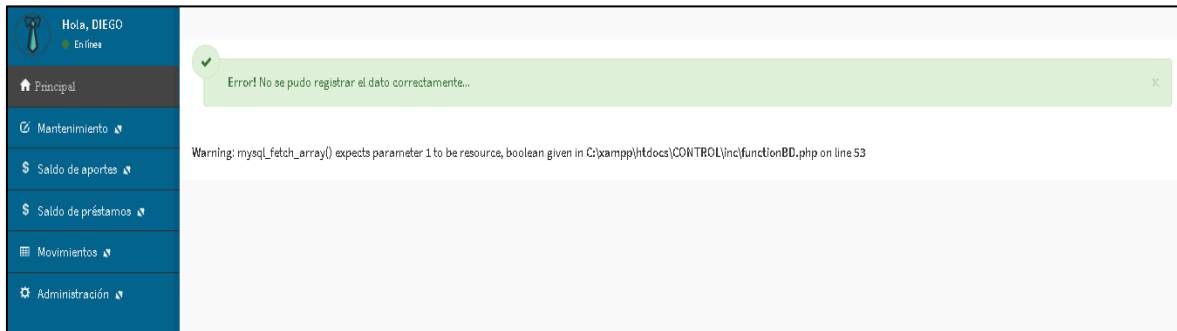 Hola, DIEGO
En línea
Principal
Mantenimiento
Saldo de aportes
Saldo de préstamos
Movimientos
Administración
Error! No se pudo registrar el dato correctamente...
x
Warning: mysql_fetch_array() expects parameter 1 to be resource, boolean given in C:\xampp\htdocs\CONTROL\inc\functionBD.php on line 53